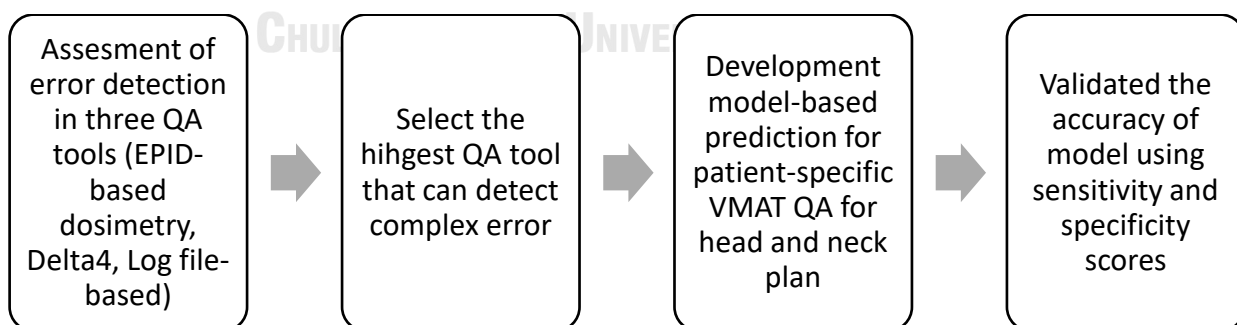 CHUL
UNIVE
Assesment of
error detection
in three QA
tools (EPID-
based
dosimetry,
Delta4, Log file-
based)
Select the
hihgest QA tool
that can detect
complex error
Development
model-based
prediction for
patient-specific
VMAT QA for
head and neck
plan
Validated the
accuracy of
model using
sensitivity and
specificity
scores